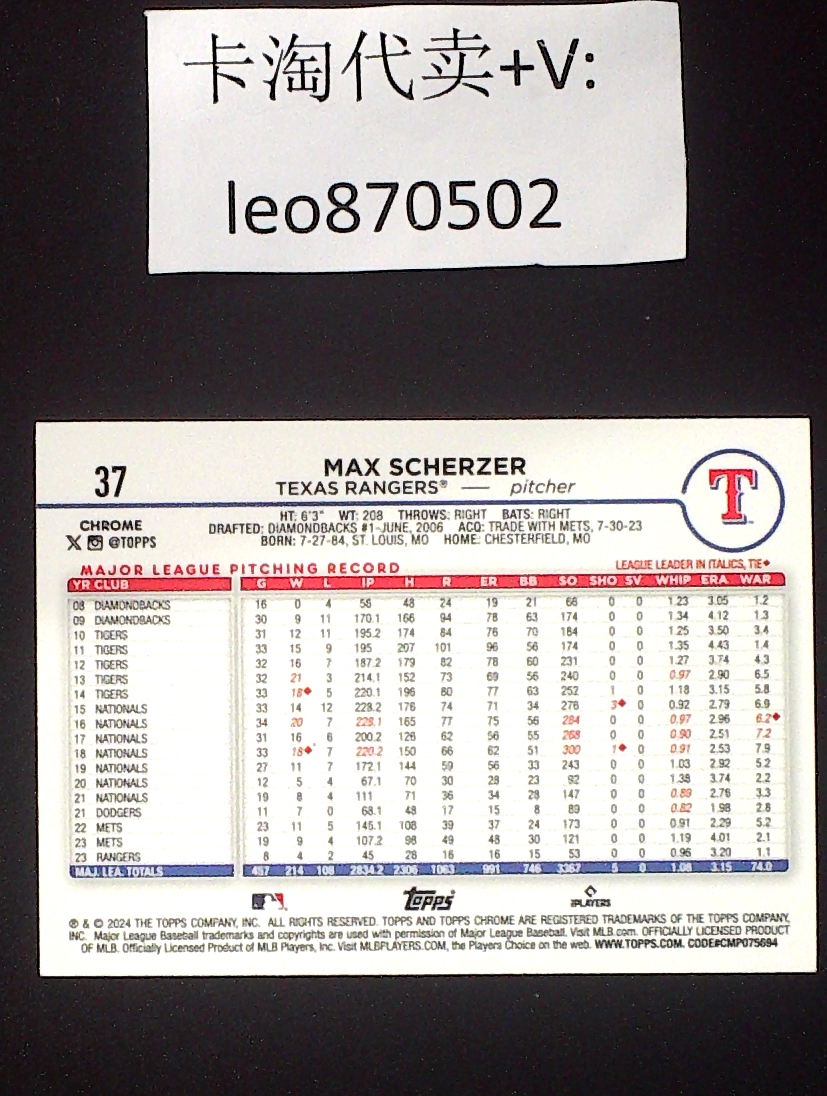 卡淘代卖+V:
leo870502
37
MAX SCHERZER
TEXAS RANGERS® — pitcher
T
CHROME
X @TOPPS
HT: 6'3" WT: 208 THROWS: RIGHT BATS: RIGHT
DRAFTED: DIAMONDBACKS #1-JUNE, 2006 ACQ: TRADE WITH METS, 7-30-23
BORN: 7-27-84, ST. LOUIS, MO HOME: CHESTERFIELD, MO
MAJOR LEAGUE PITCHING RECORD LEAGUE LEADER IN ITALICS, TIE◆
YR CLUB G W L IP H R ER BB SO SHO SV WHIP ERA WAR
08 DIAMONDBACKS 16 0 4 56 48 24 19 21 66 0 0 1.23 3.05 1.2
09 DIAMONDBACKS 30 9 11 170.1 166 94 78 63 174 0 0 1.34 4.12 1.3
10 TIGERS 31 12 11 195.2 174 84 76 70 184 0 0 1.25 3.50 3.4
11 TIGERS 33 15 9 195 207 101 96 56 174 0 0 1.35 4.43 1.4
12 TIGERS 32 16 7 187.2 179 82 78 60 231 0 0 1.27 3.74 4.3
13 TIGERS 32 21 3 214.1 152 73 69 56 240 0 0 0.97 2.90 6.5
14 TIGERS 33 18◆ 5 220.1 196 80 77 63 252 1 0 1.18 3.15 5.8
15 NATIONALS 33 14 12 228.2 176 74 71 34 276 3◆ 0 0.92 2.79 6.9
16 NATIONALS 34 20 7 228.1 165 77 75 56 284 0 0 0.97 2.96 6.2◆
17 NATIONALS 31 16 6 200.2 126 62 56 55 268 0 0 0.90 2.51 7.2
18 NATIONALS 33 18◆ 7 220.2 150 66 62 51 300 1◆ 0 0.91 2.53 7.9
19 NATIONALS 27 11 7 172.1 144 59 56 33 243 0 0 1.03 2.92 5.2
20 NATIONALS 12 5 4 67.1 70 30 28 23 92 0 0 1.38 3.74 2.2
21 NATIONALS 19 8 4 111 71 36 34 28 147 0 0 0.89 2.76 3.3
21 DODGERS 11 7 0 68.1 48 17 15 8 89 0 0 0.82 1.98 2.8
22 METS 23 11 5 145.1 108 39 37 24 173 0 0 0.91 2.29 5.2
23 METS 19 9 4 107.2 98 49 48 30 121 0 0 1.19 4.01 2.1
23 RANGERS 8 4 2 45 28 16 16 15 53 0 0 0.96 3.20 1.1
MAJ. LEA. TOTALS 457 214 108 2834.2 2306 1063 991 746 3367 5 0 1.08 3.15 74.0
Topps
PLAYERS
® & © 2024 THE TOPPS COMPANY, INC. ALL RIGHTS RESERVED. TOPPS AND TOPPS CHROME ARE REGISTERED TRADEMARKS OF THE TOPPS COMPANY,
INC. Major League Baseball trademarks and copyrights are used with permission of Major League Baseball. Visit MLB.com. OFFICIALLY LICENSED PRODUCT
OF MLB. Officially Licensed Product of MLB Players, Inc. Visit MLBPLAYERS.COM, the Players Choice on the web. WWW.TOPPS.COM. CODE#CMP075694